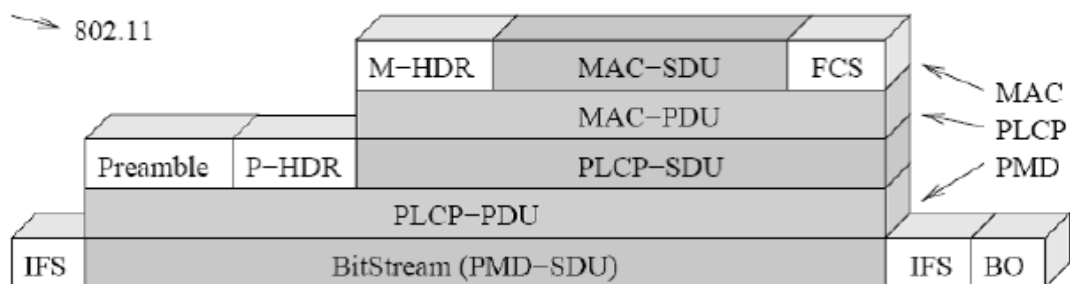 802.11
M−HDR MAC−SDU FCS
MAC
MAC−PDU
PLCP
Preamble P−HDR PLCP−SDU
PMD
PLCP−PDU
IFS BitStream (PMD−SDU) IFS BO